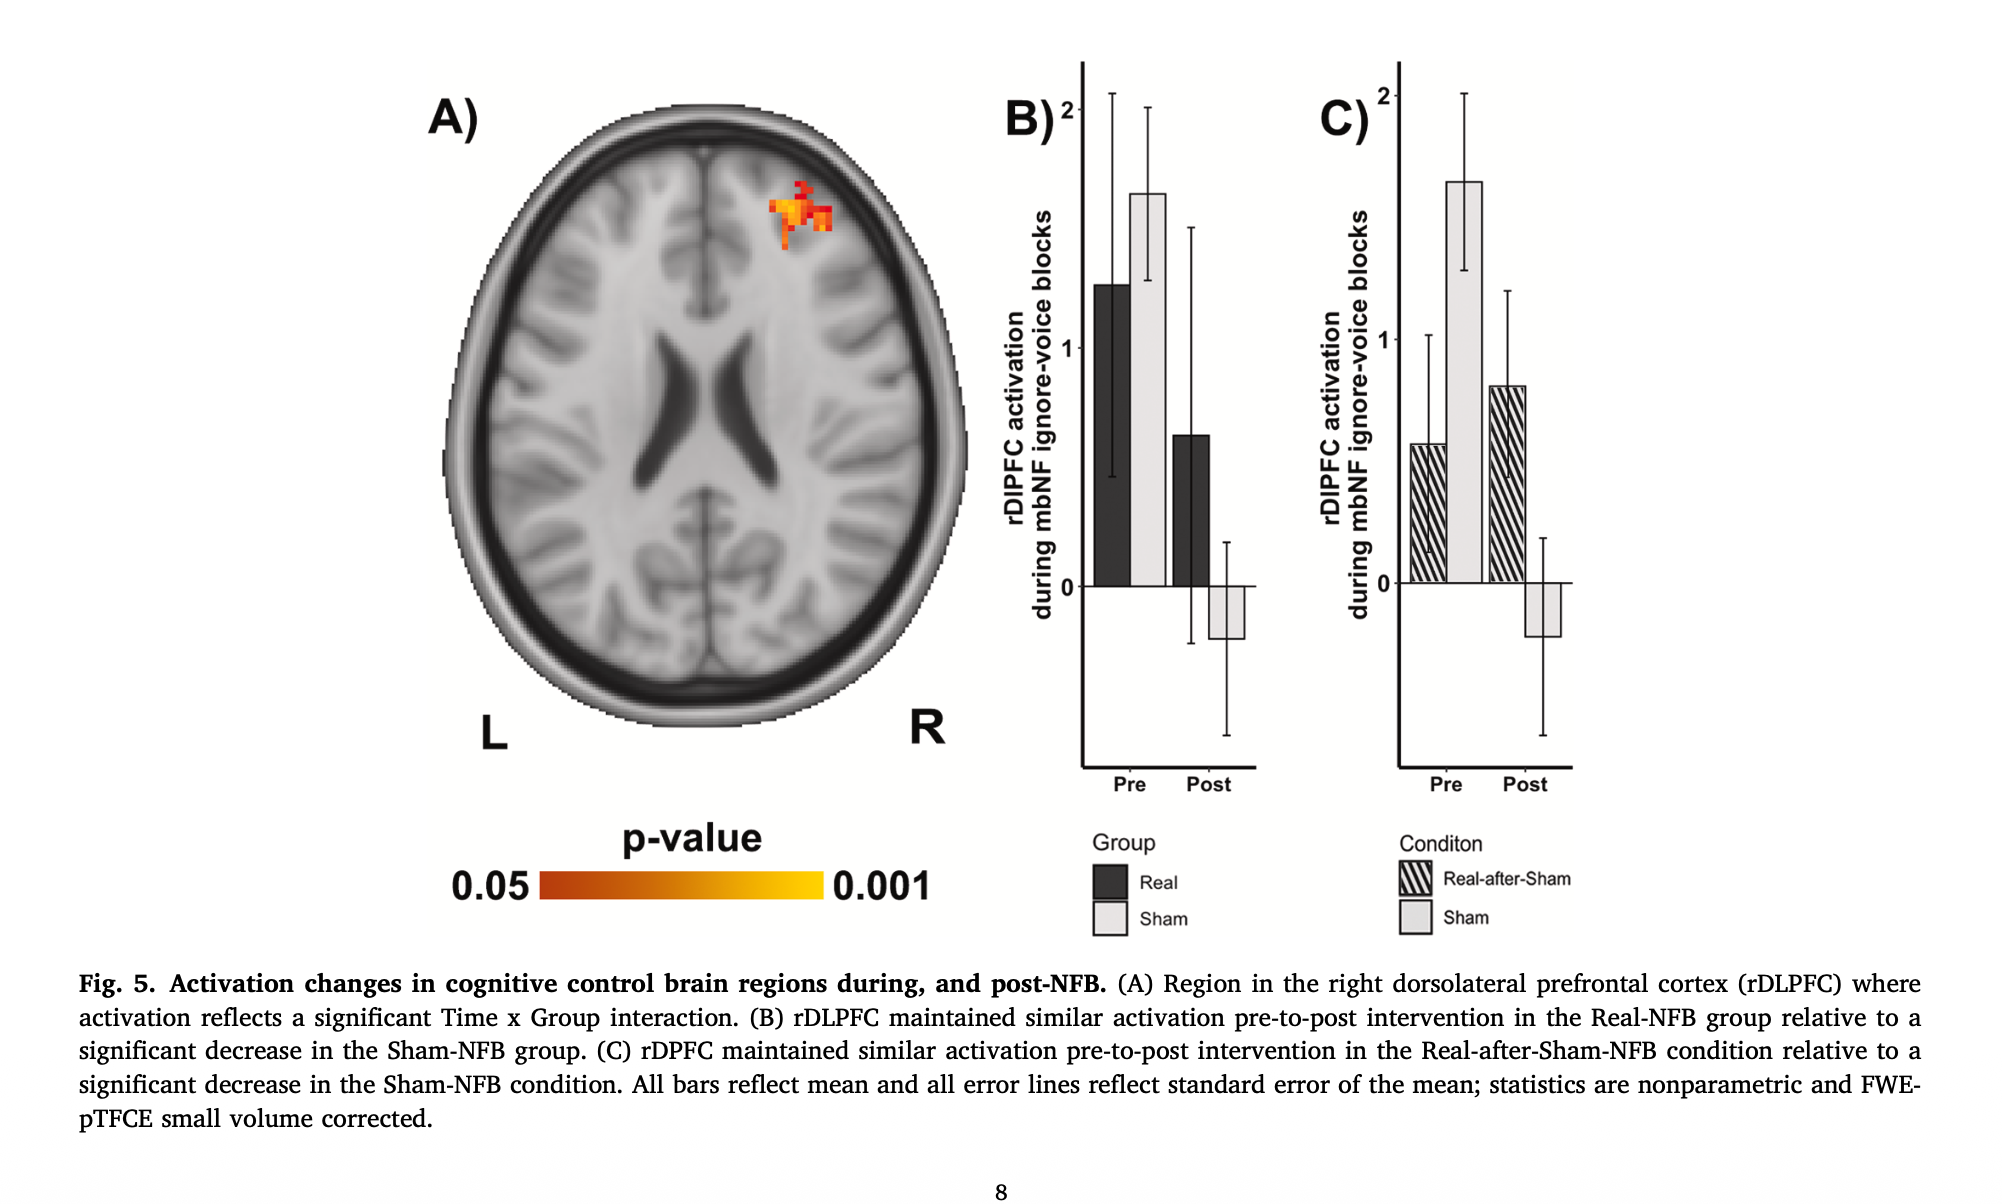 A)
L
R
p-value
0.05
0.001
B)
rDlPFC activation
during mbNF ignore-voice blocks
2
1
0
Pre Post
Group
Real
Sham
C)
rDlPFC activation
during mbNF ignore-voice blocks
2
1
0
Pre Post
Conditon
Real-after-Sham
Sham
Fig. 5. Activation changes in cognitive control brain regions during, and post-NFB. (A) Region in the right dorsolateral prefrontal cortex (rDLPFC) where
activation reflects a significant Time x Group interaction. (B) rDLPFC maintained similar activation pre-to-post intervention in the Real-NFB group relative to a
significant decrease in the Sham-NFB group. (C) rDPFC maintained similar activation pre-to-post intervention in the Real-after-Sham-NFB condition relative to a
significant decrease in the Sham-NFB condition. All bars reflect mean and all error lines reflect standard error of the mean; statistics are nonparametric and FWE-
pTFCE small volume corrected.
8